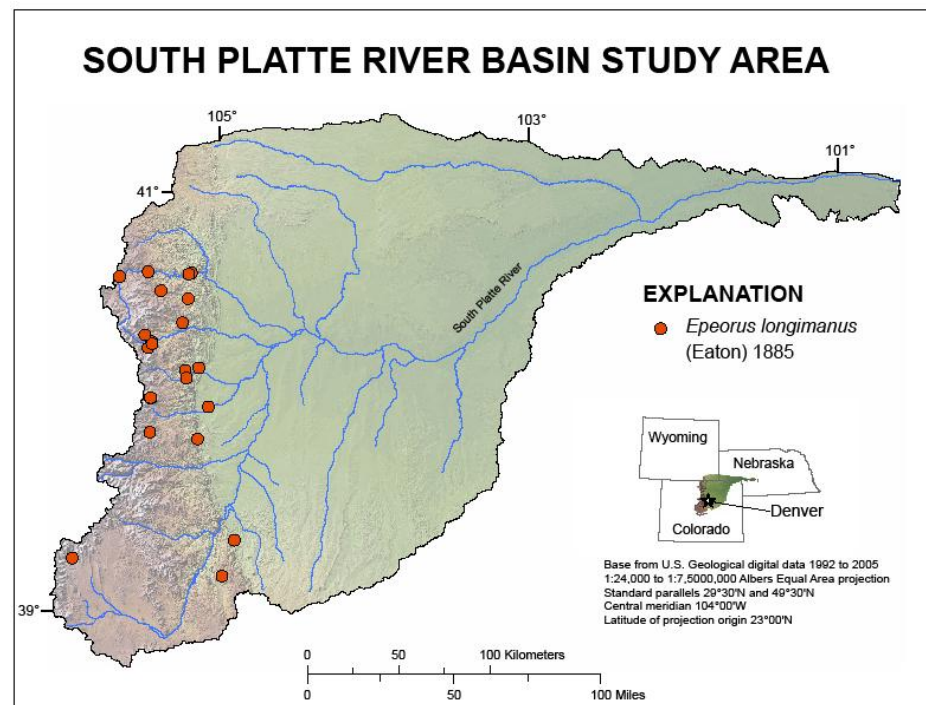 SOUTH PLATTE RIVER BASIN STUDY AREA
105°
103°
101°
41°
South Platte River
EXPLANATION
Epeorus longimanus
(Eaton) 1885
Wyoming
Nebraska
Denver
Colorado
Base from U.S. Geological digital data 1992 to 2005
1:24,000 to 1:7,5000,000 Albers Equal Area projection
Standard parallels 29°30'N and 49°30'N
Central meridian 104°00'W
Latitude of projection origin 23°00'N
39°
0 50 100 Kilometers
0 50 100 Miles